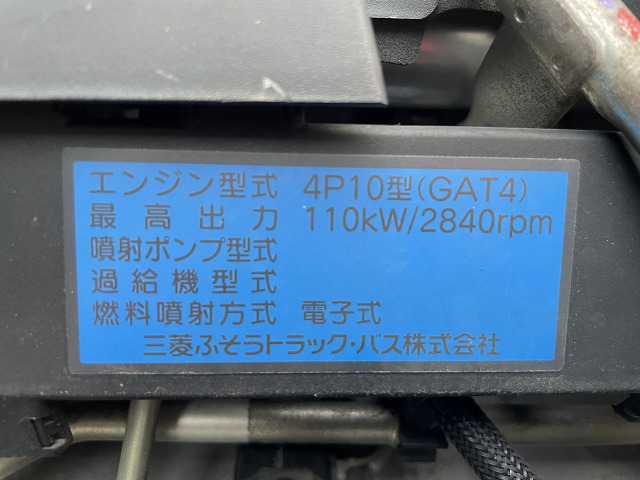 エンジン型式 4P10型(GAT4)
最高出力 110kW/2840rpm
噴射ポンプ型式
過給機型式
燃料噴射方式 電子式
三菱ふそうトラック・バス株式会社